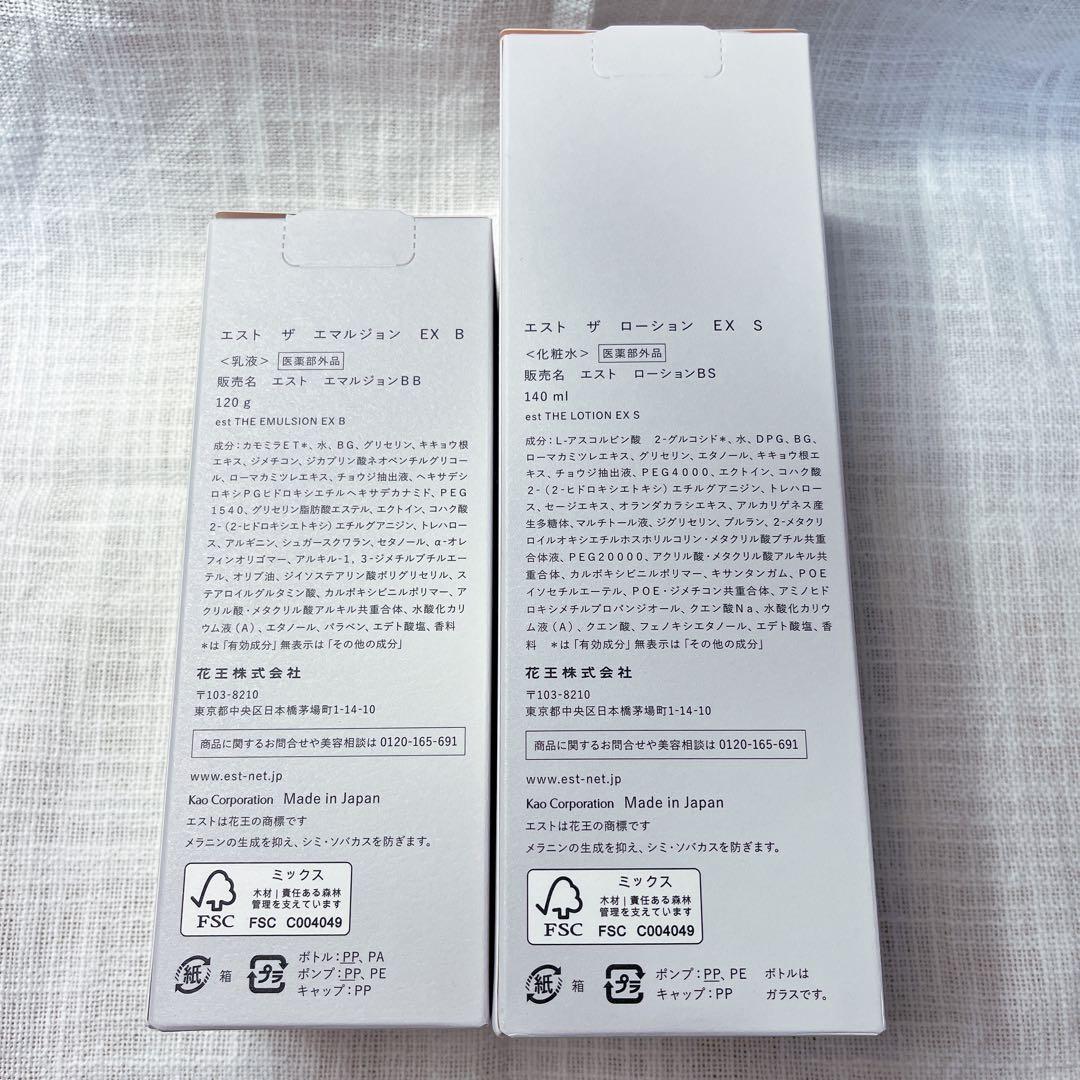 エスト ザ エマルジョン EX B
＜乳液＞ 医薬部外品
販売名 エスト エマルジョンＢＢ
120 g
est THE EMULSION EX B
成分：カモミラＥＴ＊、水、ＢＧ、グリセリン、キキョウ根
エキス、ジメチコン、ジカプリン酸ネオペンチルグリコー
ル、ローマカミツレエキス、チョウジ抽出液、ヘキサデシ
ロキシＰＧヒドロキシエチルヘキサデカナミド、ＰＥＧ
１５４０、グリセリン脂肪酸エステル、エクトイン、コハク酸
２-（２-ヒドロキシエトキシ）エチルグアニジン、トレハロー
ス、アルギニン、シュガースクワラン、セタノール、α-オレ
フィンオリゴマー、アルキル-１，３-ジメチルブチルエー
テル、オリブ油、ジイソステアリン酸ポリグリセリル、ス
テアロイルグルタミン酸、カルボキシビニルポリマー、ア
クリル酸・メタクリル酸アルキル共重合体、水酸化カリ
ウム液（Ａ）、エタノール、パラベン、エデト酸塩、香料
＊は「有効成分」無表示は「その他の成分」
花王株式会社
〒103-8210
東京都中央区日本橋茅場町1-14-10
商品に関するお問合せや美容相談は 0120-165-691
www.est-net.jp
Kao Corporation Made in Japan
エストは花王の商標です
メラニンの生成を抑え、シミ・ソバカスを防ぎます。
ミックス
木材｜責任ある森林
管理を支えています
FSC FSC C004049
紙 箱 プラ ボトル：PP、PA
ポンプ：PP、PE
キャップ：PP
エスト ザ ローション EX S
＜化粧水＞ 医薬部外品
販売名 エスト ローションBS
140 ml
est THE LOTION EX S
成分：Ｌ-アスコルビン酸 ２-グルコシド＊、水、ＤＰＧ、ＢＧ、
ローマカミツレエキス、グリセリン、エタノール、キキョウ根エ
キス、チョウジ抽出液、ＰＥＧ４０００、エクトイン、コハク酸
２-（２-ヒドロキシエトキシ）エチルグアニジン、トレハロー
ス、セージエキス、オランダカラシエキス、アルカリゲネス産
生多糖体、マルチトール液、ジグリセリン、プルラン、２-メタクリ
ロイルオキシエチルホスホリルコリン・メタクリル酸ブチル共重
合体液、ＰＥＧ２００００、アクリル酸・メタクリル酸アルキル共
重合体、カルボキシビニルポリマー、キサンタンガム、ＰＯＥ
イソセチルエーテル、ＰＯＥ・ジメチコン共重合体、アミノヒド
ロキシメチルプロパンジオール、クエン酸Ｎａ、水酸化カリウ
ム液（Ａ）、クエン酸、フェノキシエタノール、エデト酸塩、香
料 ＊は「有効成分」無表示は「その他の成分」
花王株式会社
〒103-8210
東京都中央区日本橋茅場町1-14-10
商品に関するお問合せや美容相談は 0120-165-691
www.est-net.jp
Kao Corporation Made in Japan
エストは花王の商標です
メラニンの生成を抑え、シミ・ソバカスを防ぎます。
ミックス
木材｜責任ある森林
管理を支えています
FSC FSC C004049
紙 箱 プラ ポンプ：PP、PE ボトルは
キャップ：PP ガラスです。